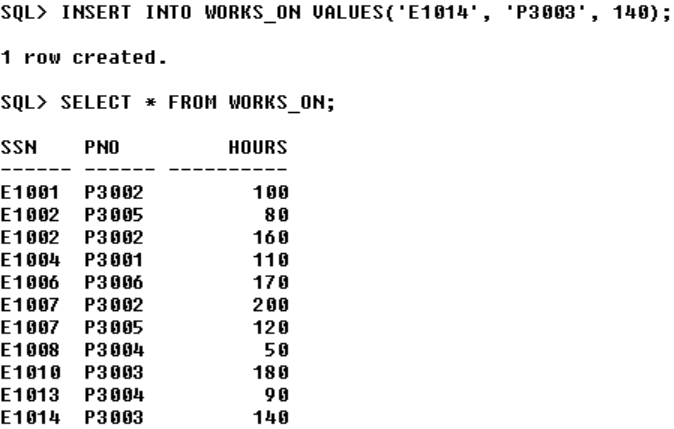 SQL> INSERT INTO WORKS_ON VALUES('E1014', 'P3003', 140);
1 row created.
SQL> SELECT * FROM WORKS_ON;
SSN    PNO         HOURS
------ ------ ----------
E1001  P3002         100
E1002  P3005          80
E1002  P3002         160
E1004  P3001         110
E1006  P3006         170
E1007  P3002         200
E1007  P3005         120
E1008  P3004          50
E1010  P3003         180
E1013  P3004          90
E1014  P3003         140